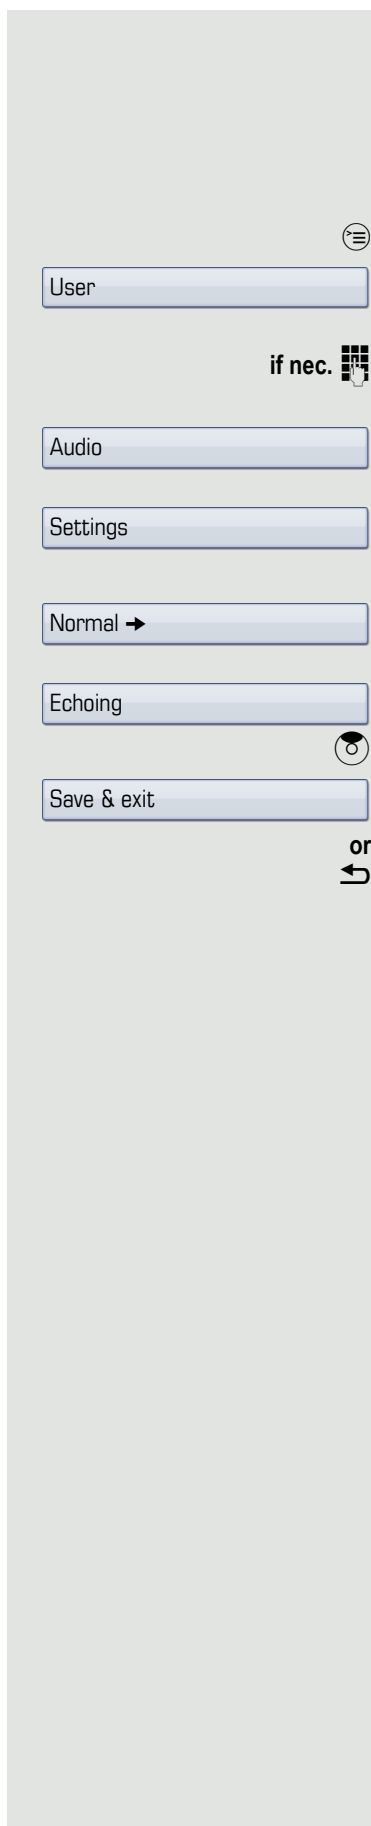 User
if nec.
Audio
Settings
Normal →
Echoing
Save & exit
or